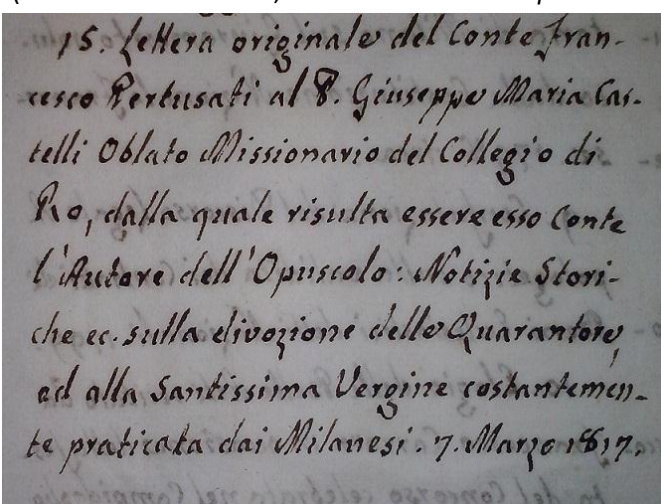 15. Lettera originale del Conte Fran-
cesco Pertusati al P. Giuseppe Maria Cas-
telli Oblato Missionario del Collegio di
Ro, dalla quale risulta essere esso Conte
l'Autore dell'Opuscolo: Notizie Stori-
che ec. sulla divozione delle Quarantore,
ed alla Santissima Vergine costantemen-
te praticata dai Milanesi. 7. Marzo 1817.